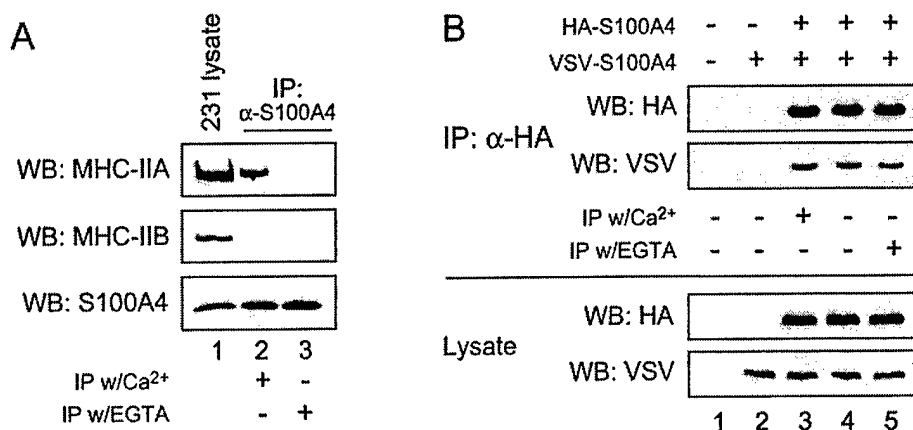 A
231 lysate
IP:
α-S100A4
WB: MHC-IIA
WB: MHC-IIB
WB: S100A4
1 2 3
IP w/Ca²⁺ + -
IP w/EGTA - +
B
HA-S100A4 - - + + +
VSV-S100A4 - + + + +
IP: α-HA
WB: HA
WB: VSV
IP w/Ca²⁺ - - + - -
IP w/EGTA - - - - +
Lysate
WB: HA
WB: VSV
1 2 3 4 5